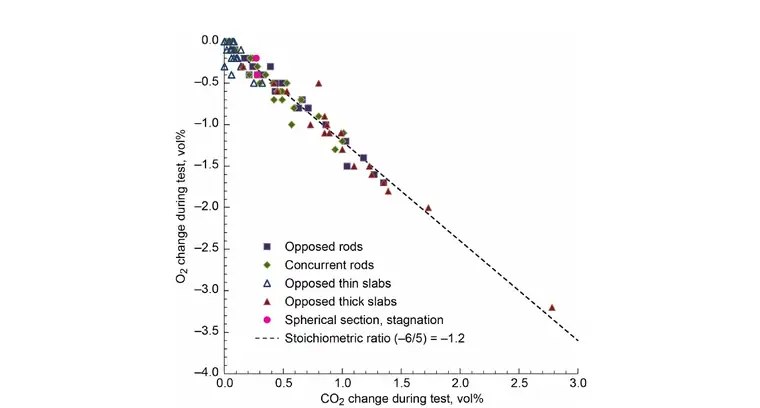 0.0
–0.5
–1.0
–1.5
–2.0
–2.5
–3.0
–3.5
–4.0
O2 change during test, vol%
Opposed rods
Concurrent rods
Opposed thin slabs
Opposed thick slabs
Spherical section, stagnation
Stoichiometric ratio (–6/5) = –1.2
0.0 0.5 1.0 1.5 2.0 2.5 3.0
CO2 change during test, vol%